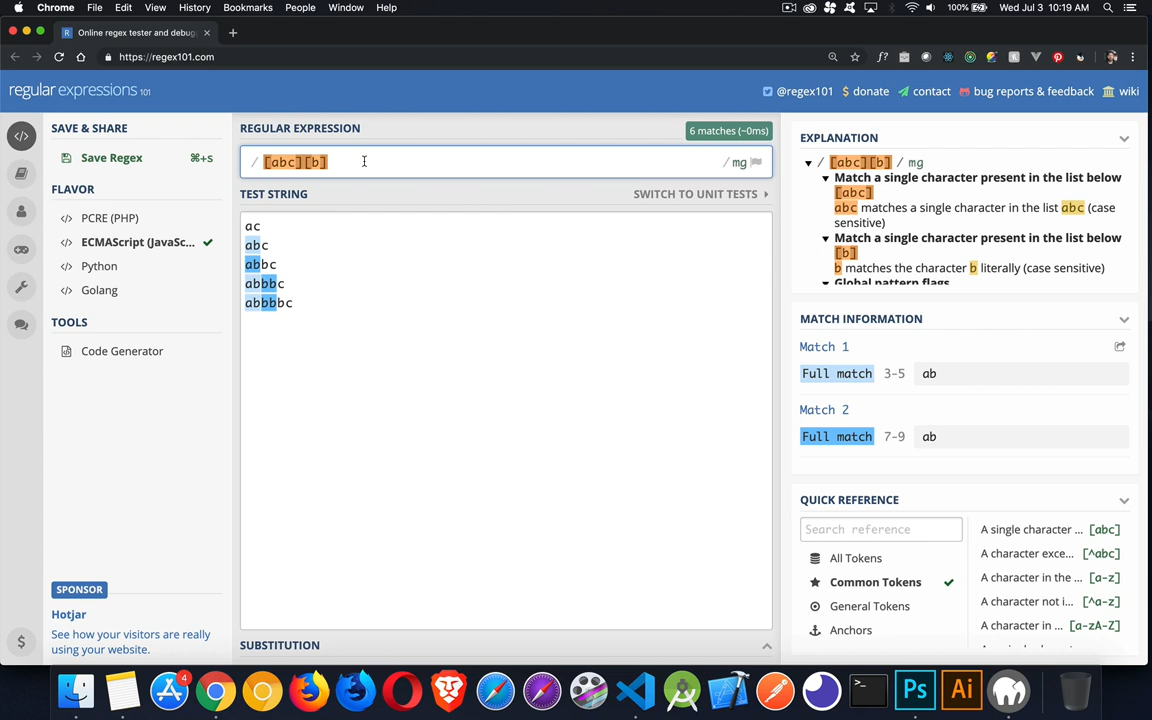 Chrome File Edit View History Bookmarks People Window Help 100% Wed Jul 3 10:19 AM
Online regex tester and debug
https://regex101.com
regular expressions 101 @regex101 $ donate contact bug reports & feedback wiki
SAVE & SHARE
Save Regex ⌘+s
FLAVOR
PCRE (PHP)
ECMAScript (JavaSc...
Python
Golang
TOOLS
Code Generator
SPONSOR
Hotjar
See how your visitors are really
using your website.
REGULAR EXPRESSION 6 matches (~0ms)
/ [abc][b] / mg
TEST STRING SWITCH TO UNIT TESTS
ac
abc
abbc
abbbc
abbbbc
SUBSTITUTION
EXPLANATION
/ [abc][b] / mg
Match a single character present in the list below
[abc]
abc matches a single character in the list abc (case
sensitive)
Match a single character present in the list below
[b]
b matches the character b literally (case sensitive)
Global pattern flags
MATCH INFORMATION
Match 1
Full match 3-5 ab
Match 2
Full match 7-9 ab
QUICK REFERENCE
Search reference
All Tokens
Common Tokens
General Tokens
Anchors
A single character ... [abc]
A character exce... [^abc]
A character in the ... [a-z]
A character not i... [^a-z]
A character in ... [a-zA-Z]
4
Ps
Ai